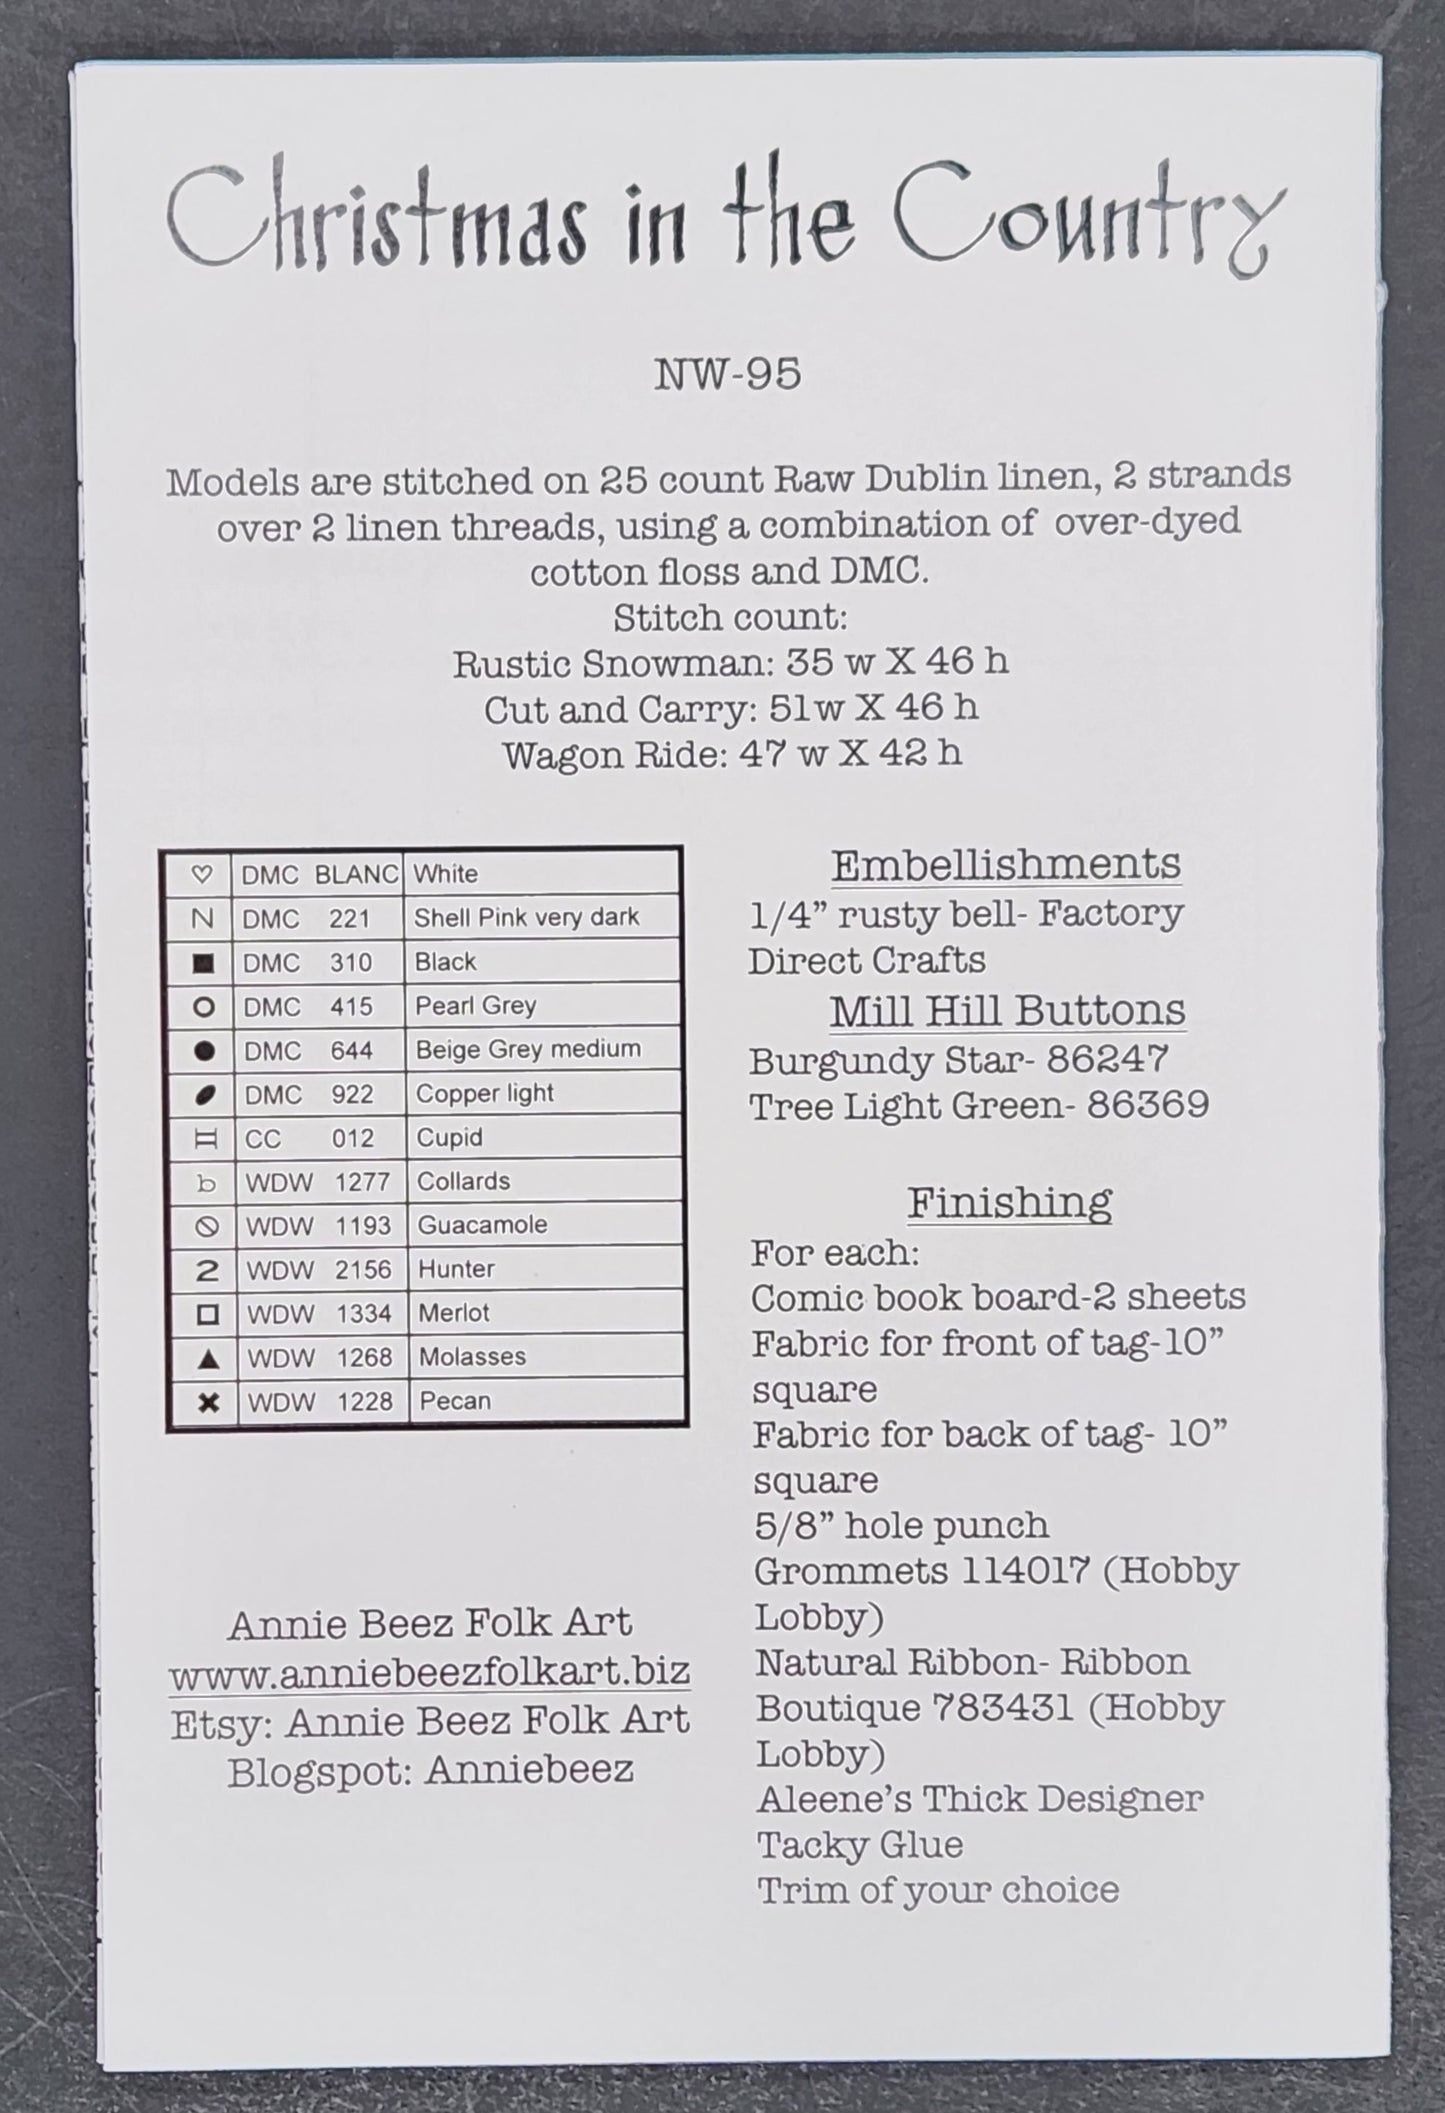 Christmas in the Country
NW-95
Models are stitched on 25 count Raw Dublin linen, 2 strands
over 2 linen threads, using a combination of over-dyed
cotton floss and DMC.
Stitch count:
Rustic Snowman: 35 w X 46 h
Cut and Carry: 51w X 46 h
Wagon Ride: 47 w X 42 h
♡ DMC BLANC White
N DMC 221 Shell Pink very dark
■ DMC 310 Black
O DMC 415 Pearl Grey
● DMC 644 Beige Grey medium
DMC 922 Copper light
CC 012 Cupid
b WDW 1277 Collards
⦸ WDW 1193 Guacamole
2 WDW 2156 Hunter
□ WDW 1334 Merlot
▲ WDW 1268 Molasses
✖ WDW 1228 Pecan
Annie Beez Folk Art
www.anniebeezfolkart.biz
Etsy: Annie Beez Folk Art
Blogspot: Anniebeez
Embellishments
1/4” rusty bell- Factory
Direct Crafts
Mill Hill Buttons
Burgundy Star- 86247
Tree Light Green- 86369
Finishing
For each:
Comic book board-2 sheets
Fabric for front of tag-10”
square
Fabric for back of tag- 10”
square
5/8” hole punch
Grommets 114017 (Hobby
Lobby)
Natural Ribbon- Ribbon
Boutique 783431 (Hobby
Lobby)
Aleene’s Thick Designer
Tacky Glue
Trim of your choice